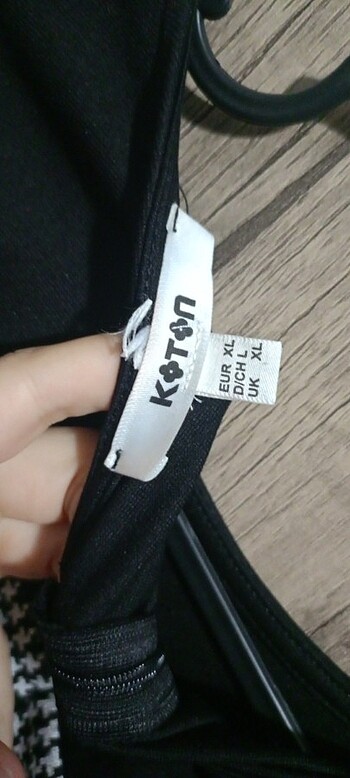 KOTON
EUR XL
D/CH L
UK XL